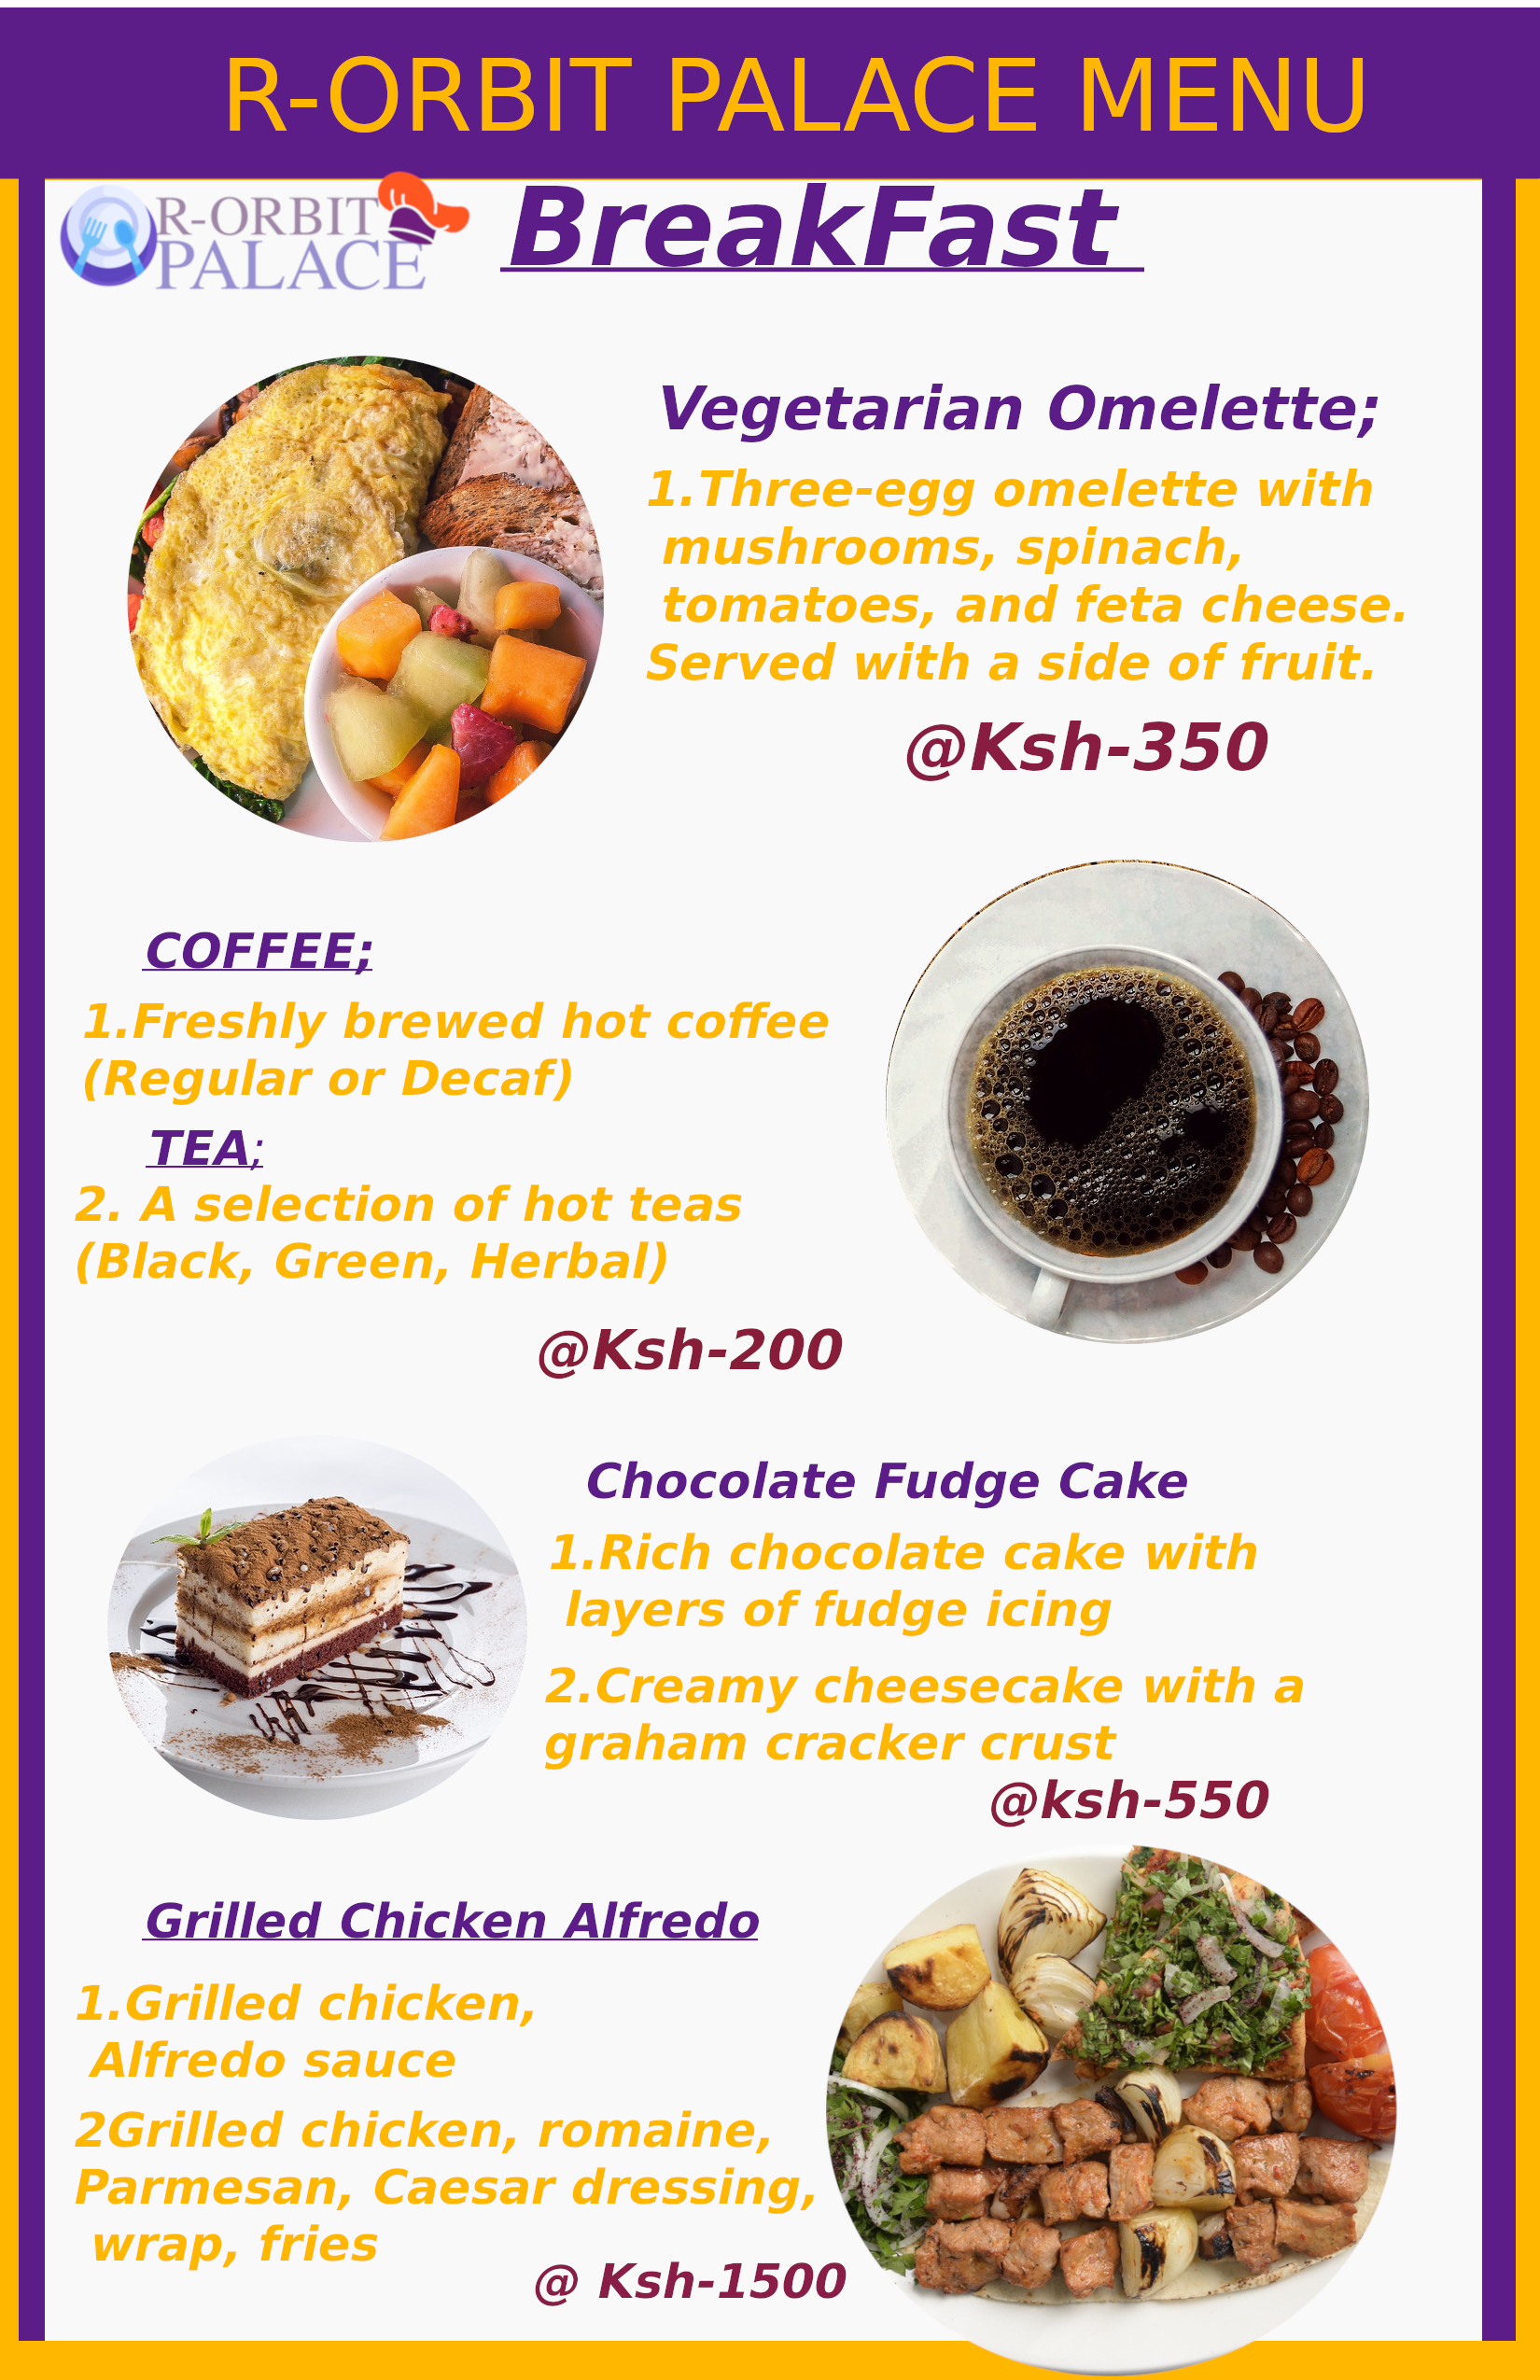 R-ORBIT PALACE MENU
R-ORBIT
PALACE
BreakFast
Vegetarian Omelette;
1.Three-egg omelette with
mushrooms, spinach,
tomatoes, and feta cheese.
Served with a side of fruit.
@Ksh-350
COFFEE;
1.Freshly brewed hot coffee
(Regular or Decaf)
TEA;
2. A selection of hot teas
(Black, Green, Herbal)
@Ksh-200
Chocolate Fudge Cake
1.Rich chocolate cake with
layers of fudge icing
2.Creamy cheesecake with a
graham cracker crust
@ksh-550
Grilled Chicken Alfredo
1.Grilled chicken,
Alfredo sauce
2Grilled chicken, romaine,
Parmesan, Caesar dressing,
wrap, fries
@ Ksh-1500